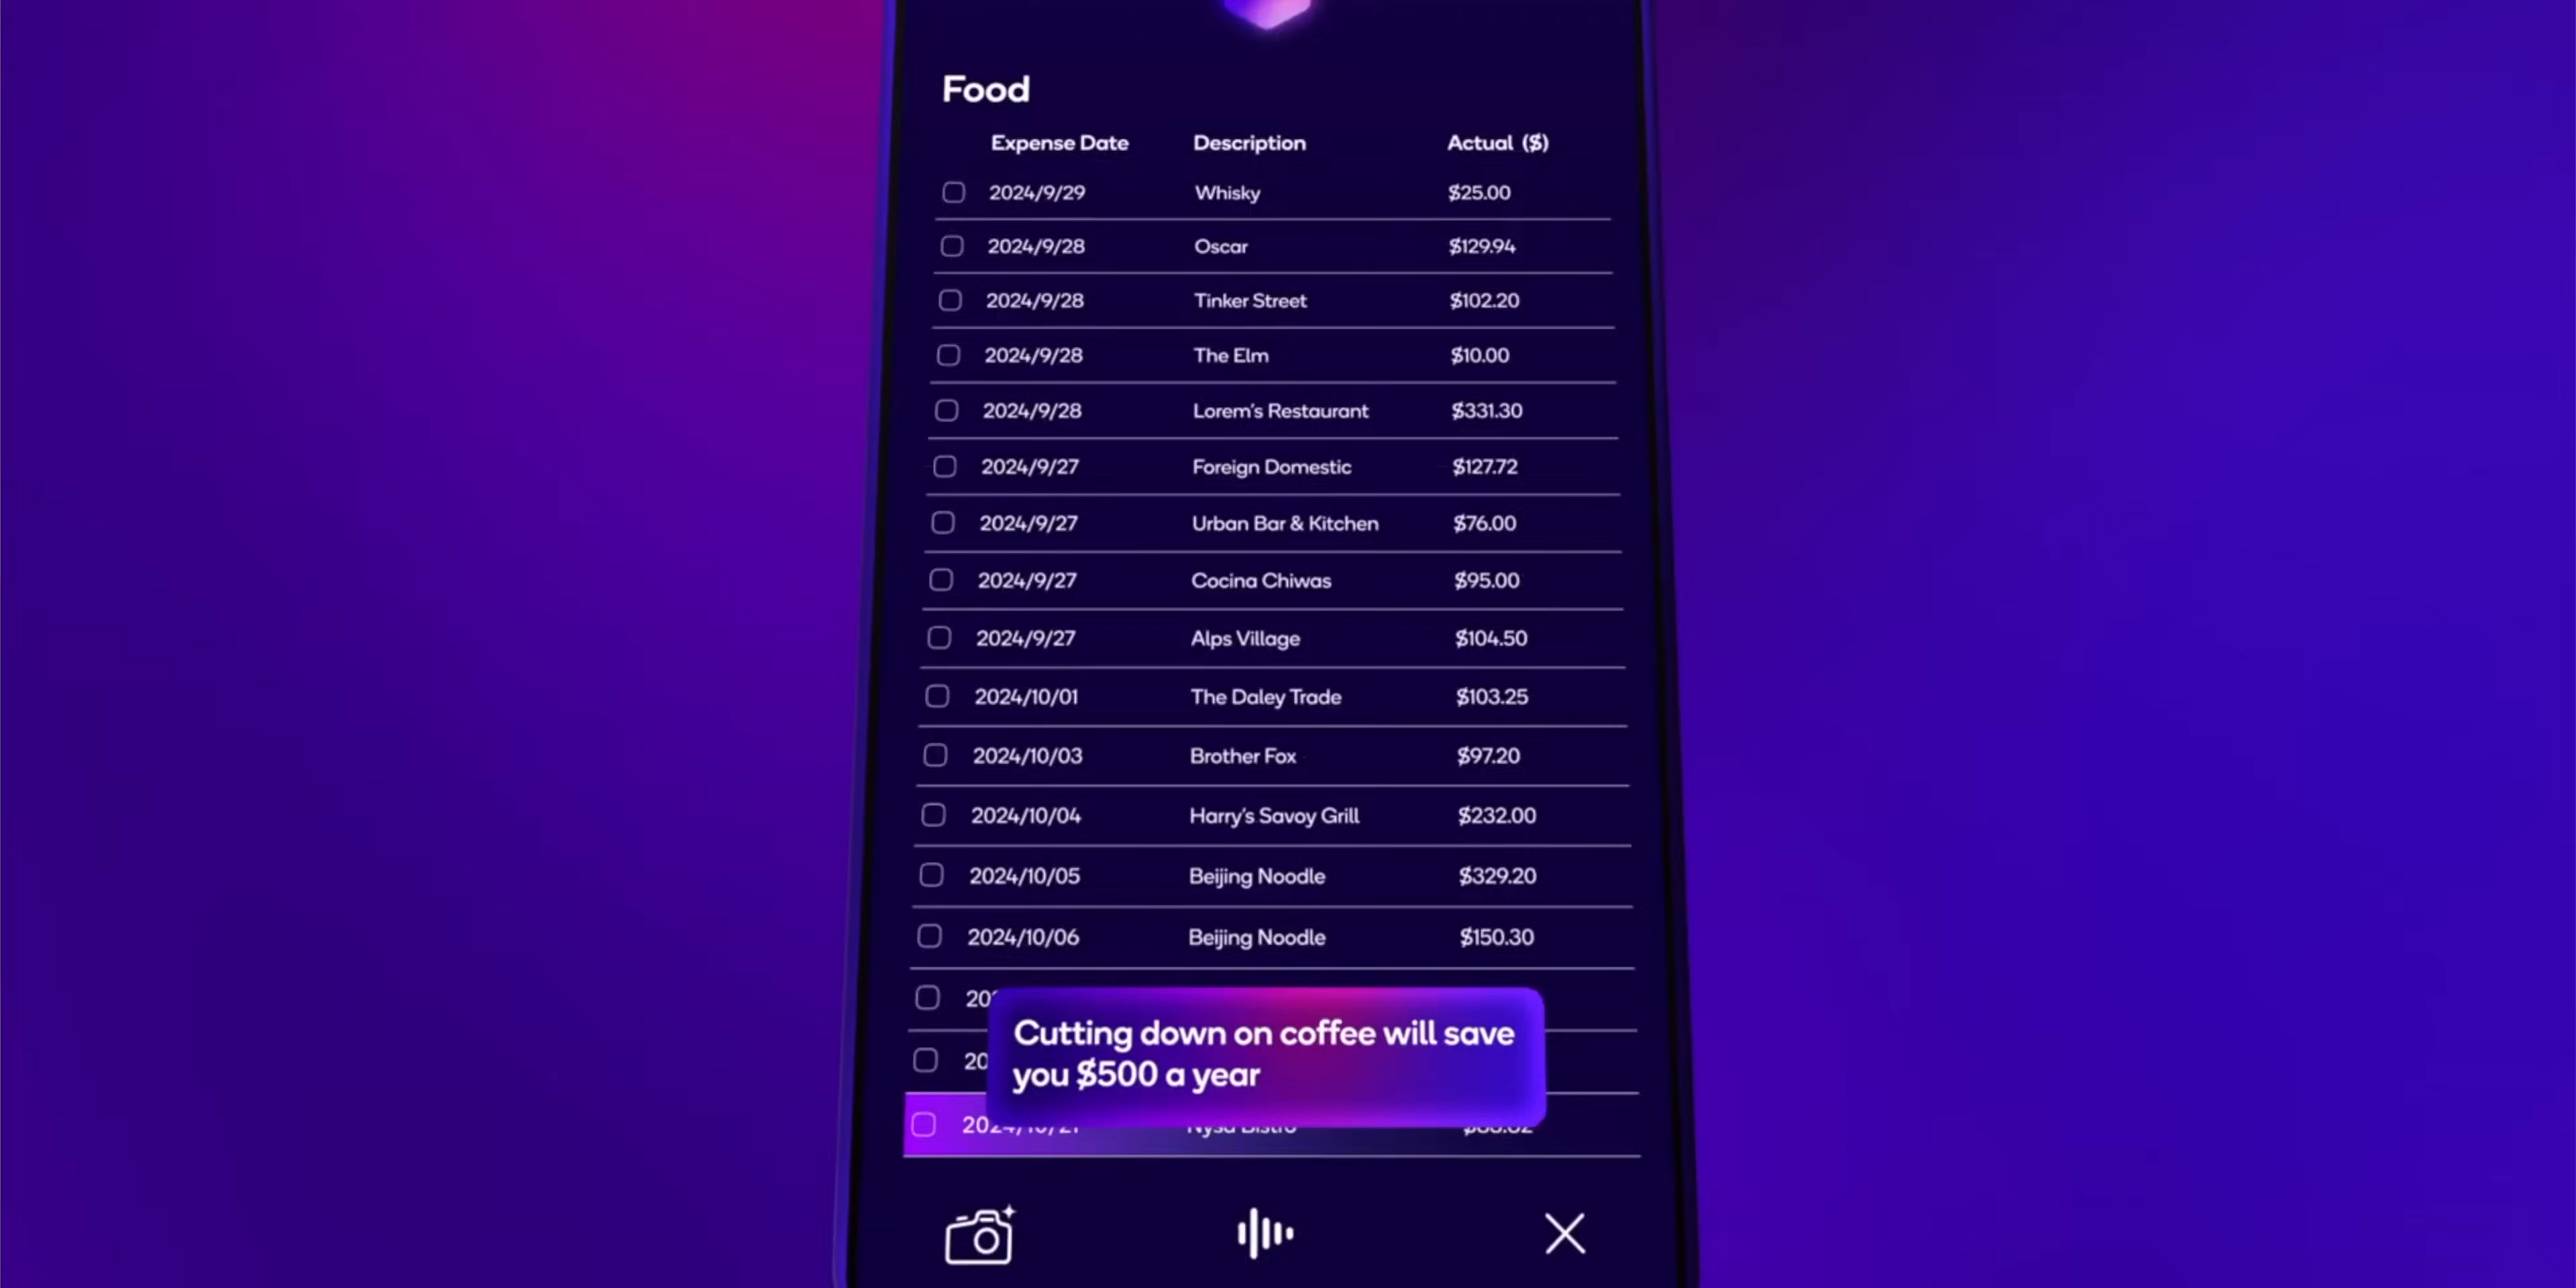 Food
Expense Date Description Actual ($)
2024/9/29 Whisky $25.00
2024/9/28 Oscar $129.94
2024/9/28 Tinker Street $102.20
2024/9/28 The Elm $10.00
2024/9/28 Lorem's Restaurant $331.30
2024/9/27 Foreign Domestic $127.72
2024/9/27 Urban Bar & Kitchen $76.00
2024/9/27 Cocina Chiwas $95.00
2024/9/27 Alps Village $104.50
2024/10/01 The Daley Trade $103.25
2024/10/03 Brother Fox $97.20
2024/10/04 Harry's Savoy Grill $232.00
2024/10/05 Beijing Noodle $329.20
2024/10/06 Beijing Noodle $150.30
Cutting down on coffee will save
you $500 a year
2024/10/21 Nysa Bistro